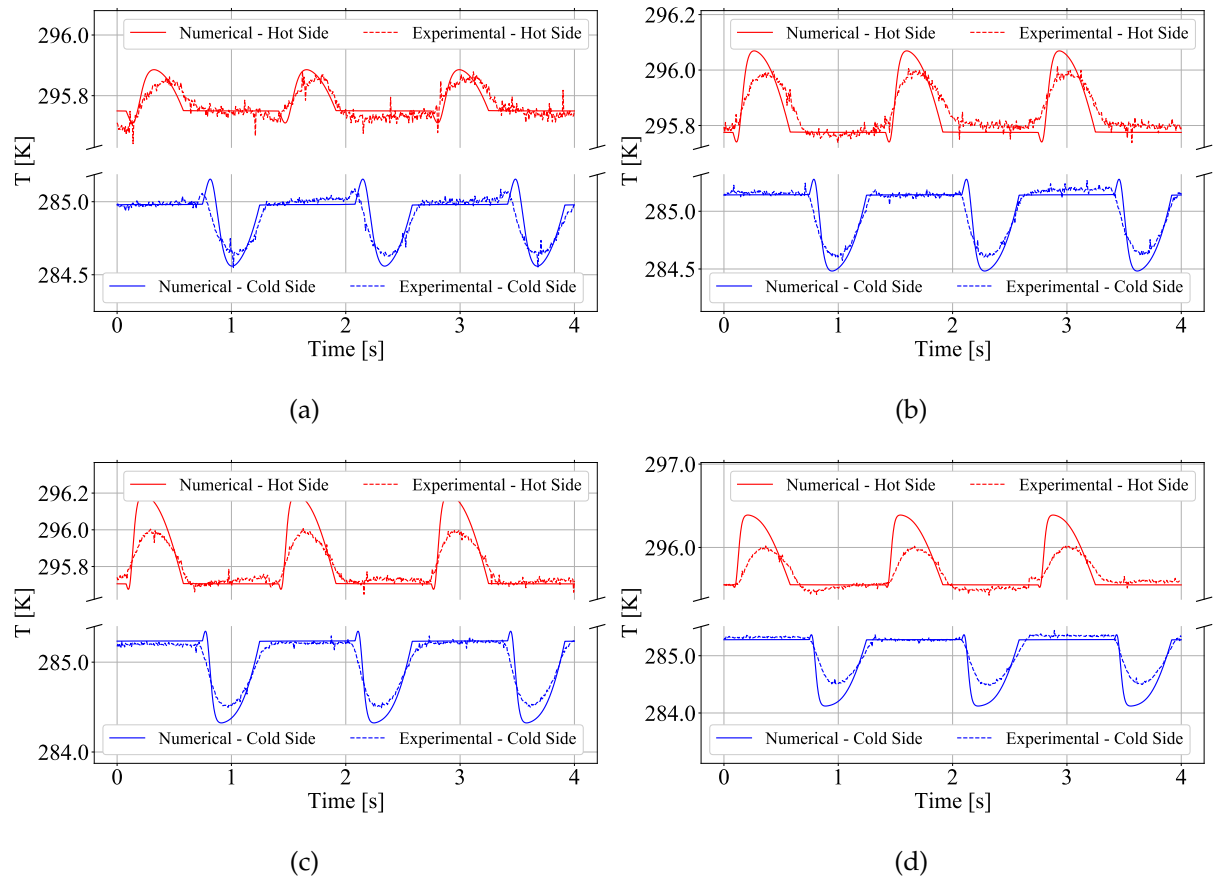 Numerical - Hot Side
Experimental - Hot Side
296.0
295.8
T [K]
285.0
284.5
Numerical - Cold Side
Experimental - Cold Side
0 1 2 3 4
Time [s]
(a)
296.2
Numerical - Hot Side
Experimental - Hot Side
296.0
295.8
T [K]
285.0
284.5
Numerical - Cold Side
Experimental - Cold Side
0 1 2 3 4
Time [s]
(b)
Numerical - Hot Side
Experimental - Hot Side
296.2
296.0
295.8
T [K]
285.0
284.0
Numerical - Cold Side
Experimental - Cold Side
0 1 2 3 4
Time [s]
(c)
297.0
Numerical - Hot Side
Experimental - Hot Side
296.0
T [K]
285.0
284.0
Numerical - Cold Side
Experimental - Cold Side
0 1 2 3 4
Time [s]
(d)